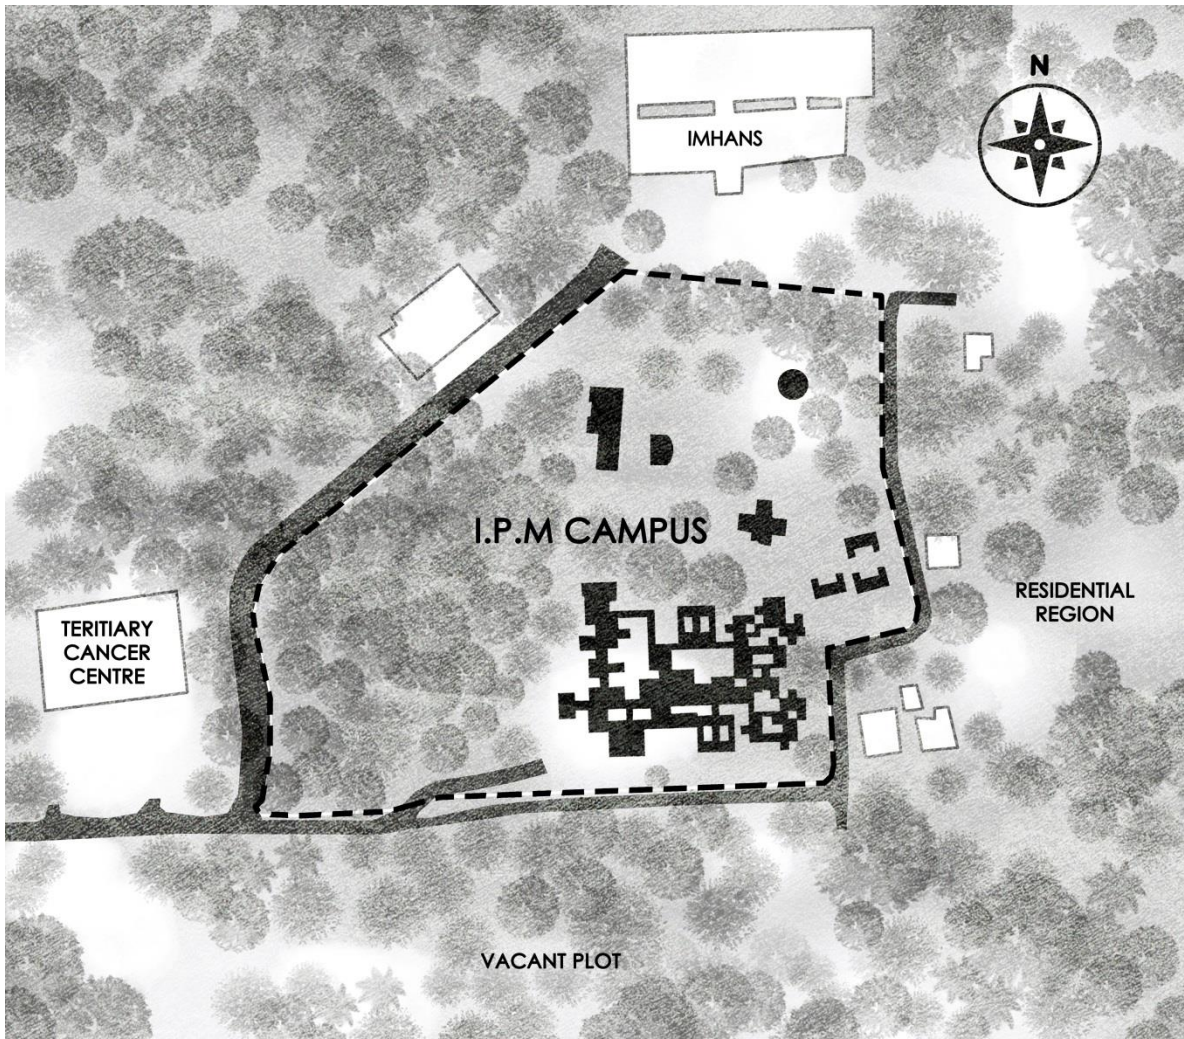 N
IMHANS
I.P.M CAMPUS
RESIDENTIAL
REGION
TERITIARY
CANCER
CENTRE
VACANT PLOT